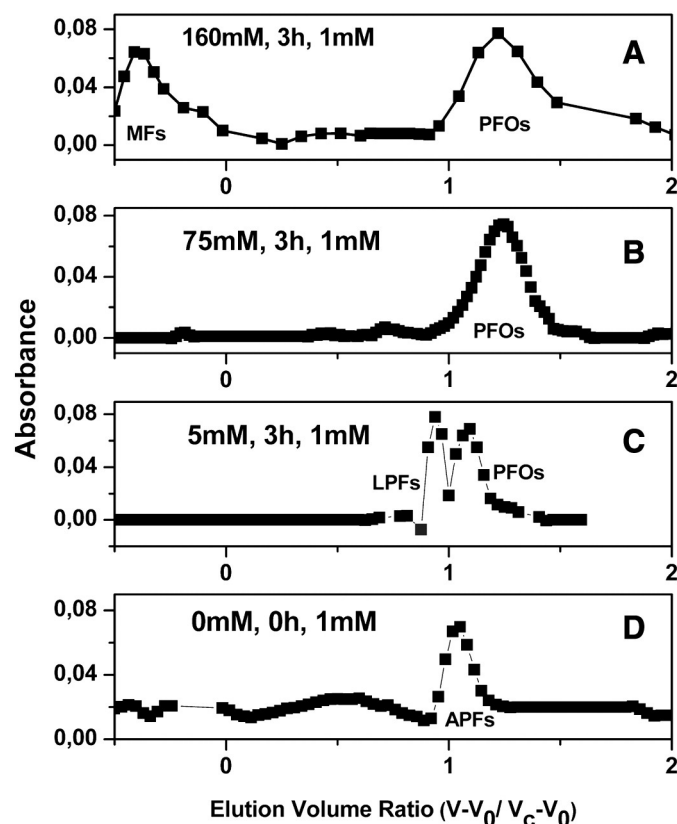 160mM, 3h, 1mM
A
0,08
0,04
0,00
MFs
PFOs
0
1
2
75mM, 3h, 1mM
B
0,08
0,04
0,00
PFOs
0
1
2
Absorbance
5mM, 3h, 1mM
C
0,08
0,04
0,00
LPFs
PFOs
0
1
2
0mM, 0h, 1mM
D
0,08
0,04
0,00
APFs
0
1
2
Elution Volume Ratio (V-V₀/ V꜀-V₀)